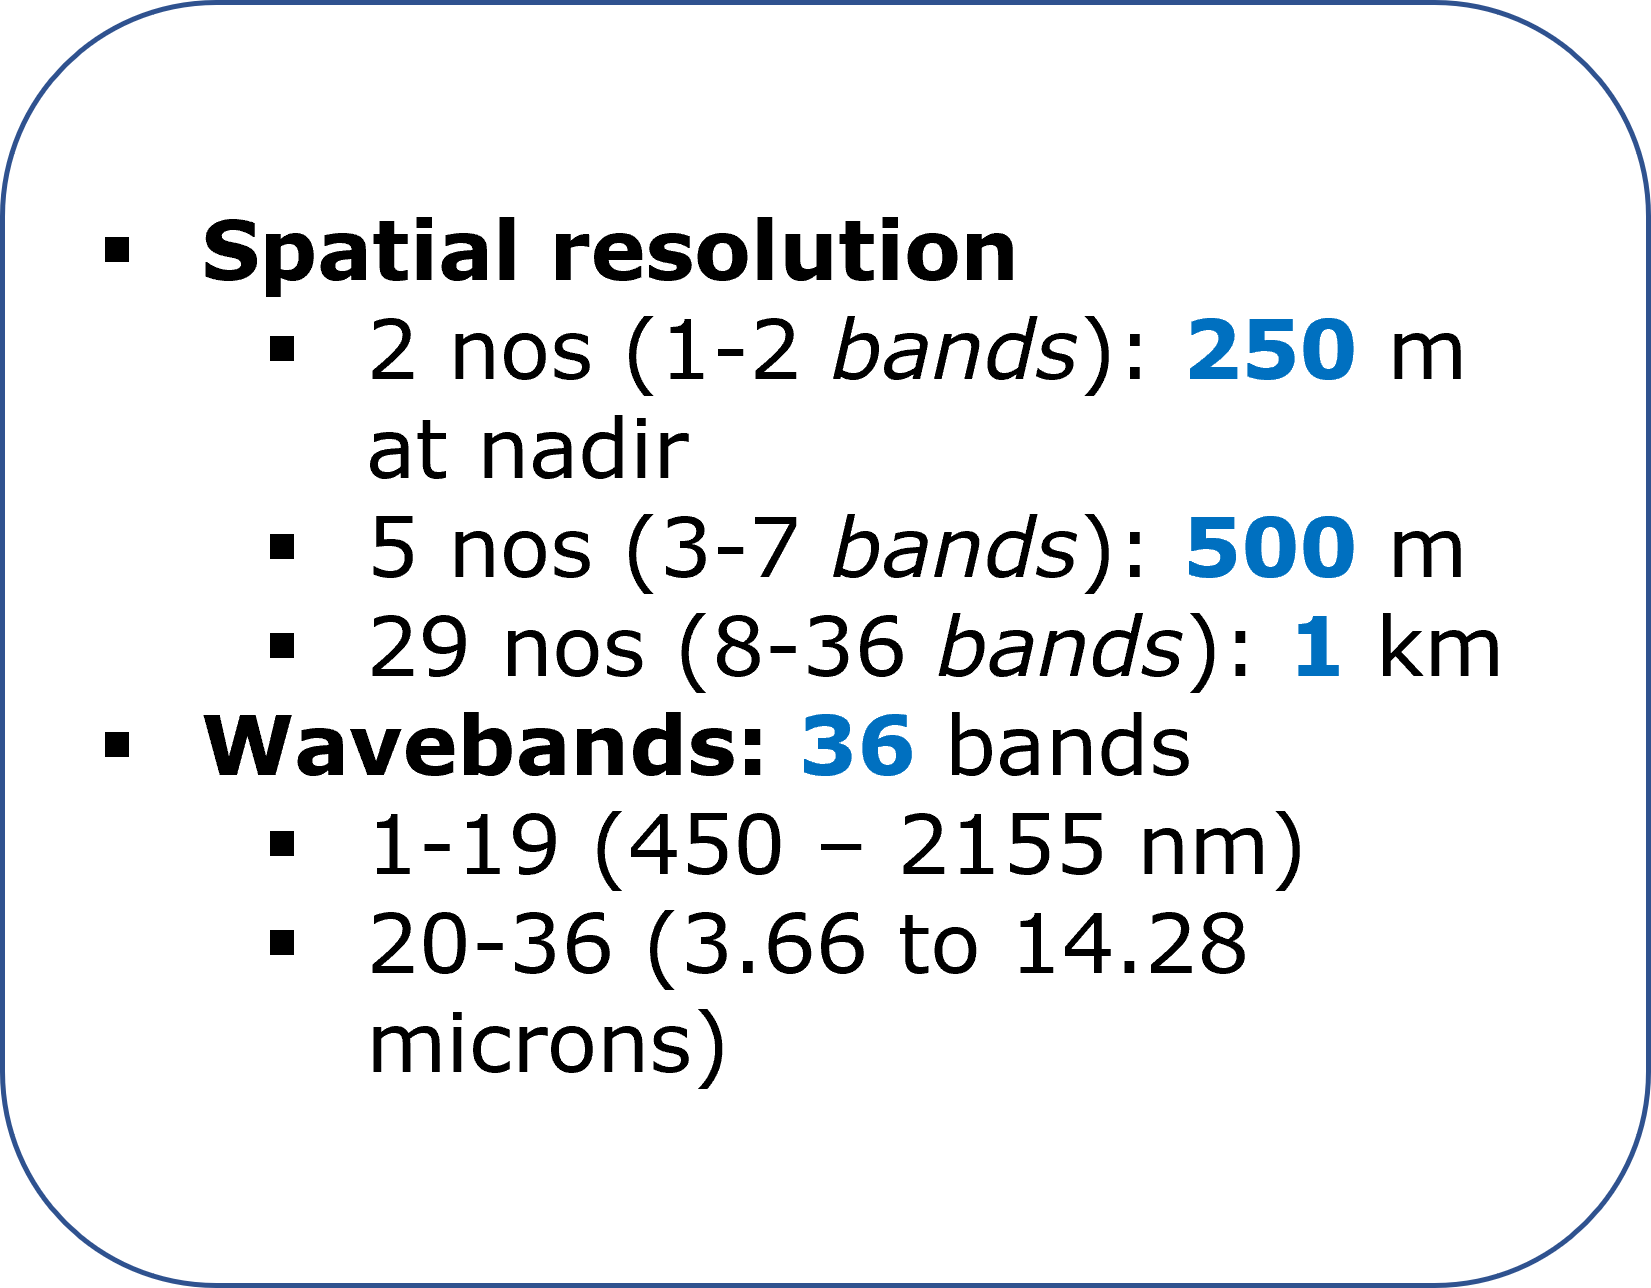 ▪ Spatial resolution
▪ 2 nos (1-2 bands): 250 m
at nadir
▪ 5 nos (3-7 bands): 500 m
▪ 29 nos (8-36 bands): 1 km
▪ Wavebands: 36 bands
▪ 1-19 (450 – 2155 nm)
▪ 20-36 (3.66 to 14.28
microns)